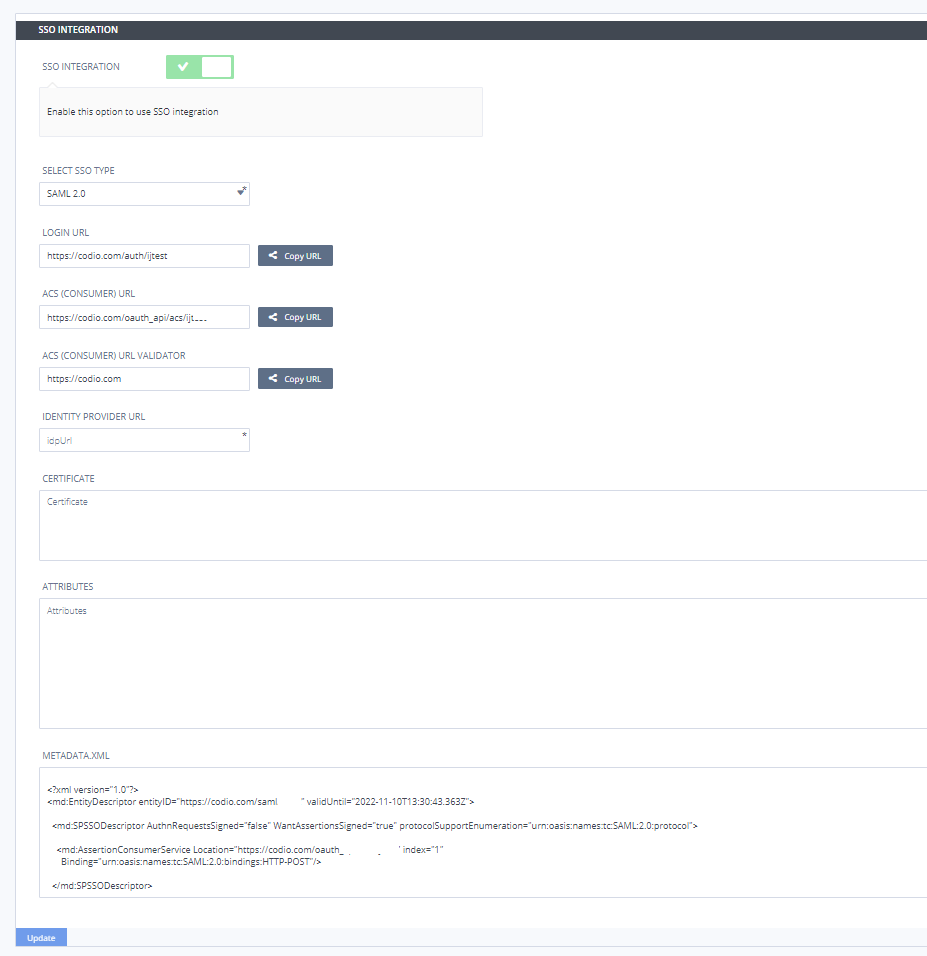 SSO INTEGRATION
SSO INTEGRATION
Enable this option to use SSO integration
SELECT SSO TYPE
SAML 2.0 *
LOGIN URL
https://codio.com/auth/ijtest Copy URL
ACS (CONSUMER) URL
https://codio.com/oauth_api/acs/ijt Copy URL
ACS (CONSUMER) URL VALIDATOR
https://codio.com Copy URL
IDENTITY PROVIDER URL
idpUrl *
CERTIFICATE
Certificate
ATTRIBUTES
Attributes
METADATA.XML
<?xml version="1.0"?>
<md:EntityDescriptor entityID="https://codio.com/saml " validUntil="2022-11-10T13:30:43.363Z">
<md:SPSSODescriptor AuthnRequestsSigned="false" WantAssertionsSigned="true" protocolSupportEnumeration="urn:oasis:names:tc:SAML:2.0:protocol">
<md:AssertionConsumerService Location="https://codio.com/oauth_ " index="1"
Binding="urn:oasis:names:tc:SAML:2.0:bindings:HTTP-POST"/>
</md:SPSSODescriptor>
Update